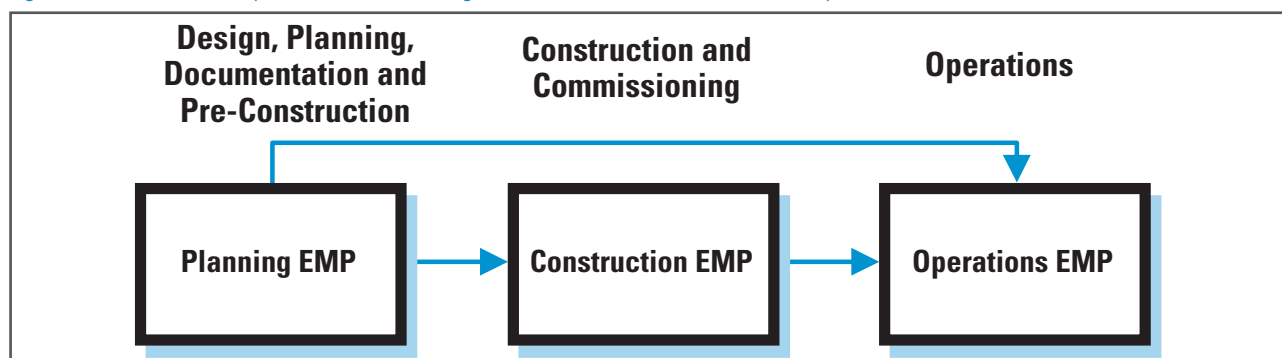 Design, Planning,
Documentation and
Pre-Construction
Construction and
Commissioning
Operations
Planning EMP
Construction EMP
Operations EMP